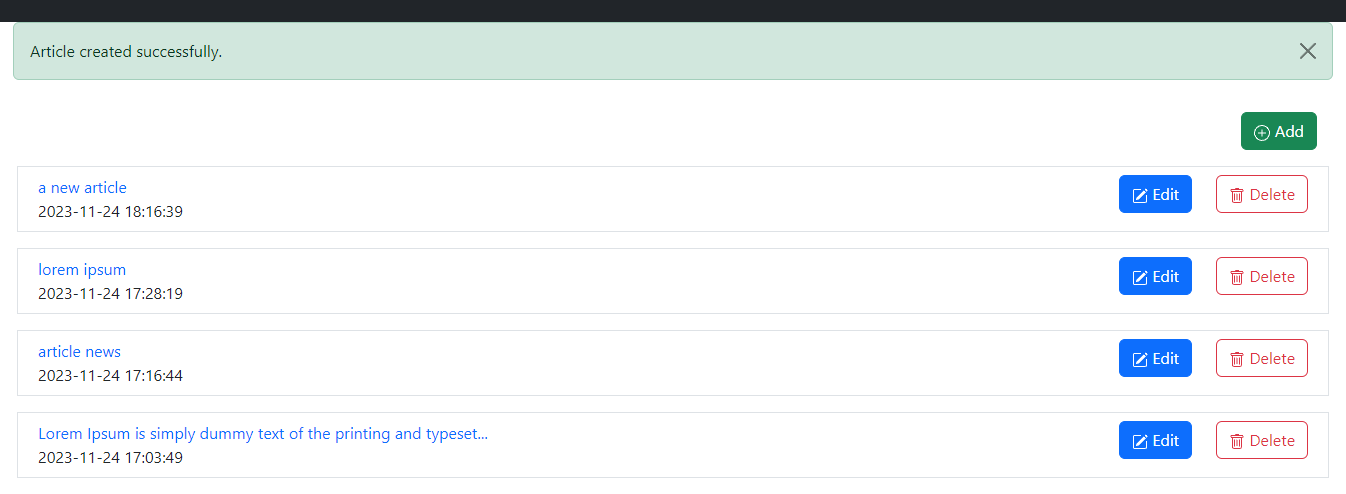 Article created successfully.
Add
a new article
Edit
Delete
2023-11-24 18:16:39
lorem ipsum
Edit
Delete
2023-11-24 17:28:19
article news
Edit
Delete
2023-11-24 17:16:44
Lorem Ipsum is simply dummy text of the printing and typeset...
Edit
Delete
2023-11-24 17:03:49